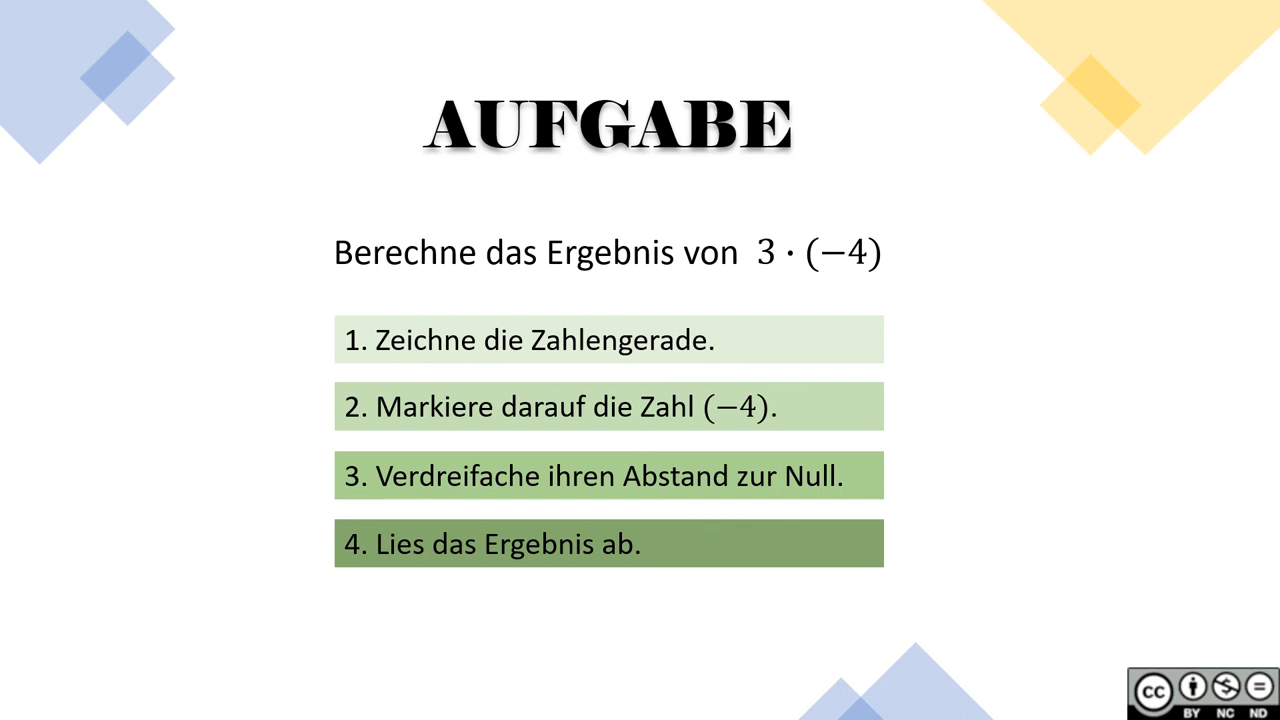 AUFGABE
Berechne das Ergebnis von 3 · (−4)
1. Zeichne die Zahlengerade.
2. Markiere darauf die Zahl (−4).
3. Verdreifache ihren Abstand zur Null.
4. Lies das Ergebnis ab.
cc
BY NC ND